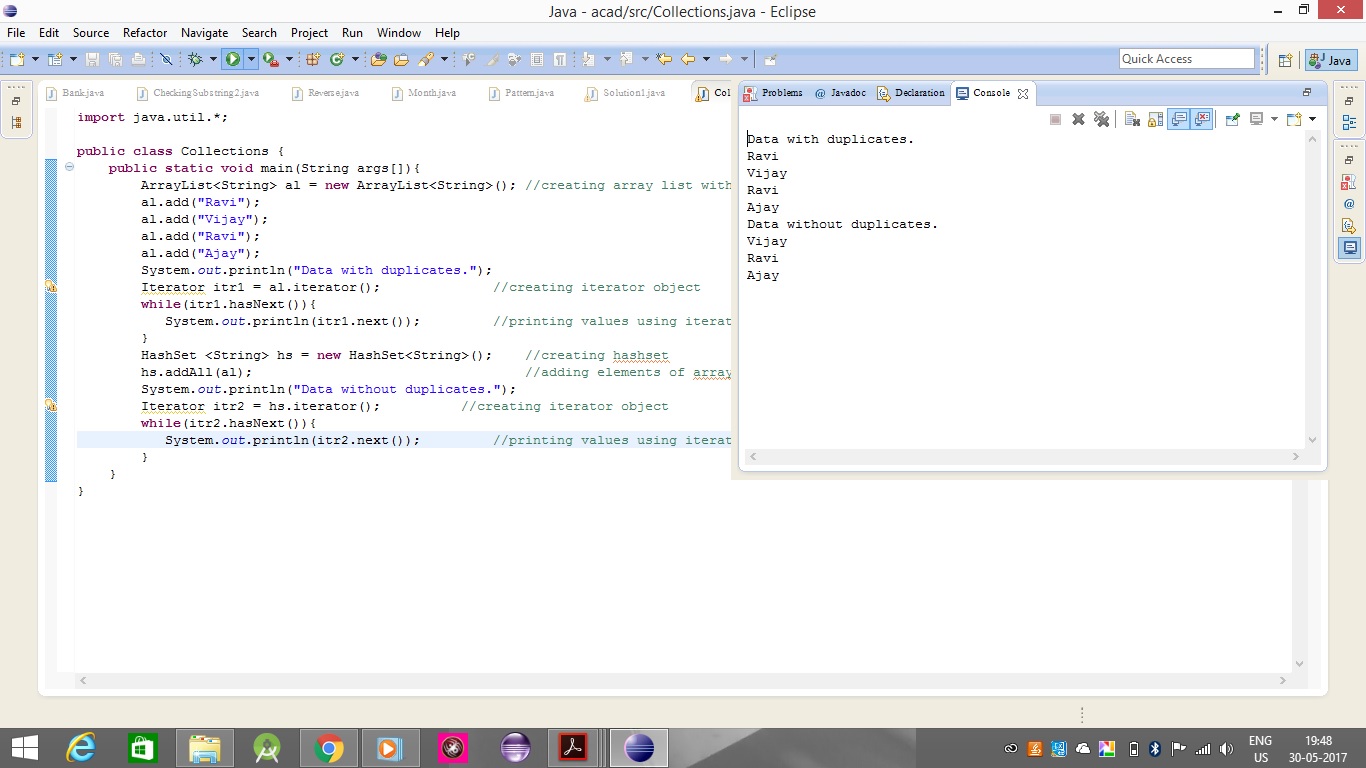 Java - acad/src/Collections.java - Eclipse
File Edit Source Refactor Navigate Search Project Run Window Help
Quick Access
Java
Bank.java CheckingSubstring2.java Reverse.java Month.java Pattern.java Solution1.java Col
import java.util.*;
public class Collections {
public static void main(String args[]){
ArrayList<String> al = new ArrayList<String>(); //creating array list with
al.add("Ravi");
al.add("Vijay");
al.add("Ravi");
al.add("Ajay");
System.out.println("Data with duplicates.");
Iterator itr1 = al.iterator(); //creating iterator object
while(itr1.hasNext()){
System.out.println(itr1.next()); //printing values using iterat
}
HashSet <String> hs = new HashSet<String>(); //creating hashset
hs.addAll(al); //adding elements of array
System.out.println("Data without duplicates.");
Iterator itr2 = hs.iterator(); //creating iterator object
while(itr2.hasNext()){
System.out.println(itr2.next()); //printing values using iterat
}
}
}
Problems @ Javadoc Declaration Console
Data with duplicates.
Ravi
Vijay
Ravi
Ajay
Data without duplicates.
Vijay
Ravi
Ajay
ENG
US
19:48
30-05-2017